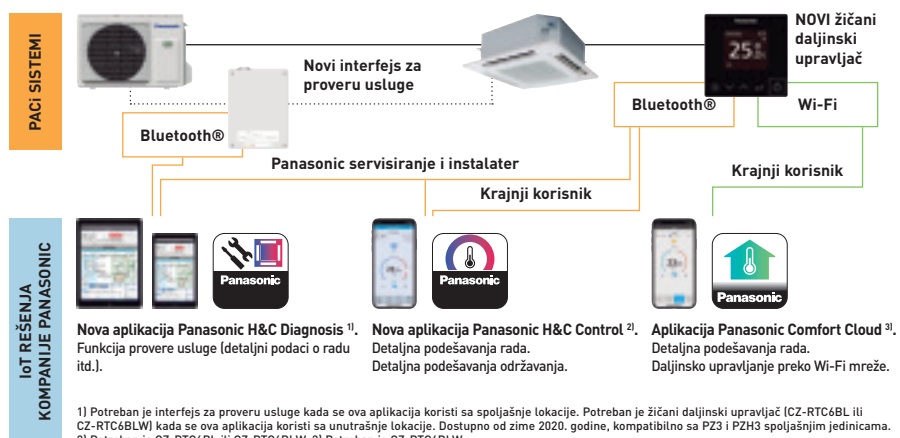 PACi SISTEMI
Panasonic
Novi interfejs za
proveru usluge
NOVI žičani
daljinski
upravljač
25
Bluetooth®
Bluetooth®
Wi-Fi
Panasonic servisiranje i instalater
Krajnji korisnik
Krajnji korisnik
IoT REŠENJA
KOMPANIJE PANASONIC
Panasonic
Panasonic
Panasonic
Nova aplikacija Panasonic H&C Diagnosis 1).
Funkcija provere usluge (detaljni podaci o radu
itd.).
Nova aplikacija Panasonic H&C Control 2).
Detaljna podešavanja rada.
Detaljna podešavanja održavanja.
Aplikacija Panasonic Comfort Cloud 3).
Detaljna podešavanja rada.
Daljinsko upravljanje preko Wi-Fi mreže.
1) Potreban je interfejs za proveru usluge kada se ova aplikacija koristi sa spoljašnje lokacije. Potreban je žičani daljinski upravljač (CZ-RTC6BL ili
CZ-RTC6BLW) kada se ova aplikacija koristi sa unutrašnje lokacije. Dostupno od zime 2020. godine, kompatibilno sa PZ3 i PZH3 spoljašnjim jedinicama.